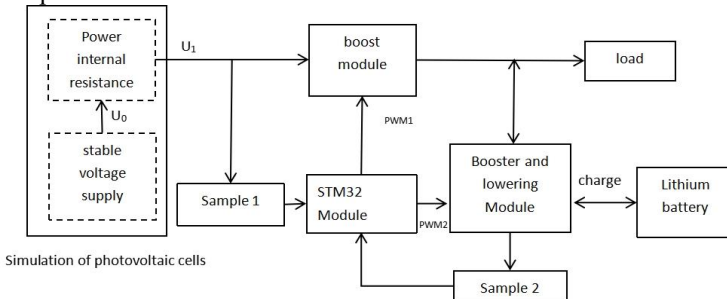 Power
internal
resistance
U₁
boost
module
load
U₀
stable
voltage
supply
PWM1
Sample 1
STM32
Module
PWM2
Booster and
lowering
Module
charge
Lithium
battery
Simulation of photovoltaic cells
Sample 2